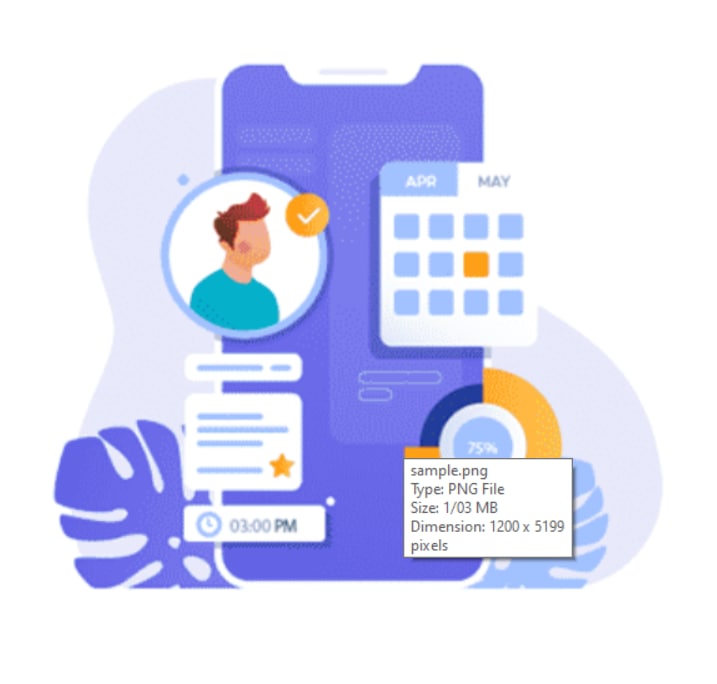 APR MAY
75%
03:00 PM
sample.png
Type: PNG File
Size: 1/03 MB
Dimension: 1200 x 5199
pixels